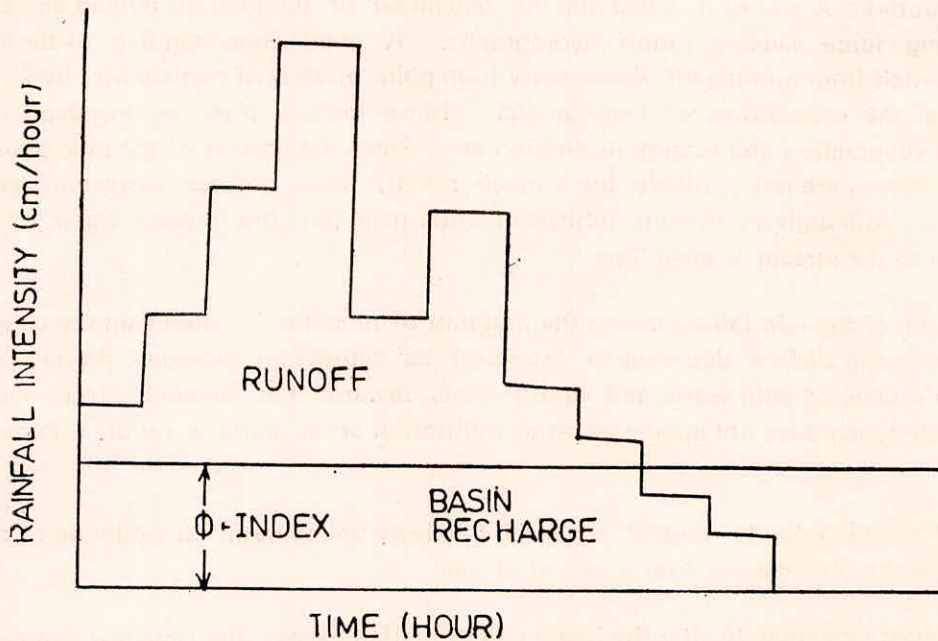 RAINFALL INTENSITY (cm/hour)
RUNOFF
Φ-INDEX
BASIN
RECHARGE
TIME (HOUR)